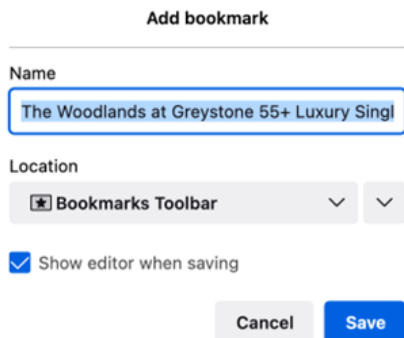 Add bookmark
Name
The Woodlands at Greystone 55+ Luxury Singl
Location
Bookmarks Toolbar
Show editor when saving
Cancel Save